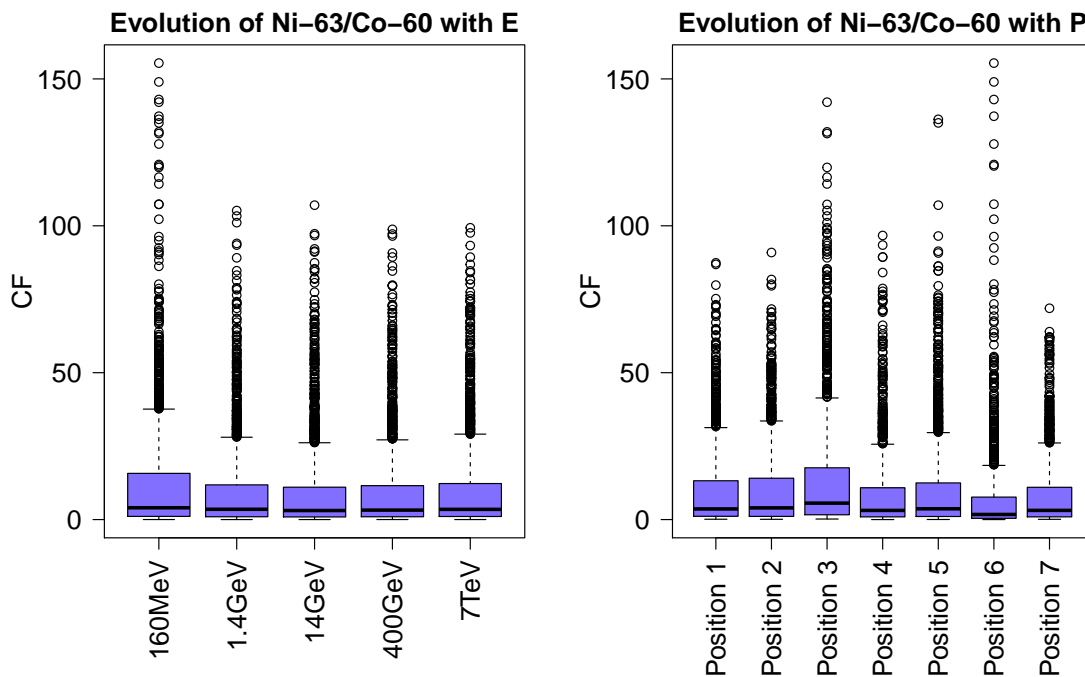 Evolution of Ni−63/Co−60 with E
CF
150
100
50
0
160MeV
1.4GeV
14GeV
400GeV
7TeV
Evolution of Ni−63/Co−60 with P
CF
150
100
50
0
Position 1
Position 2
Position 3
Position 4
Position 5
Position 6
Position 7